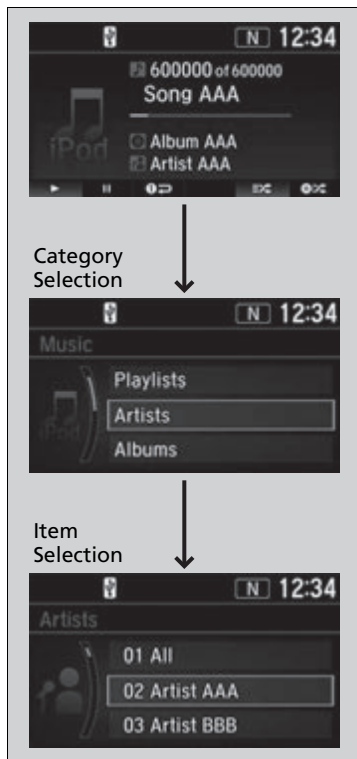 N 12:34
600000 of 600000
Song AAA
iPod
Album AAA
Artist AAA
Category
Selection
N 12:34
Music
Playlists
Artists
iPod
Albums
Item
Selection
N 12:34
Artists
01 All
02 Artist AAA
03 Artist BBB